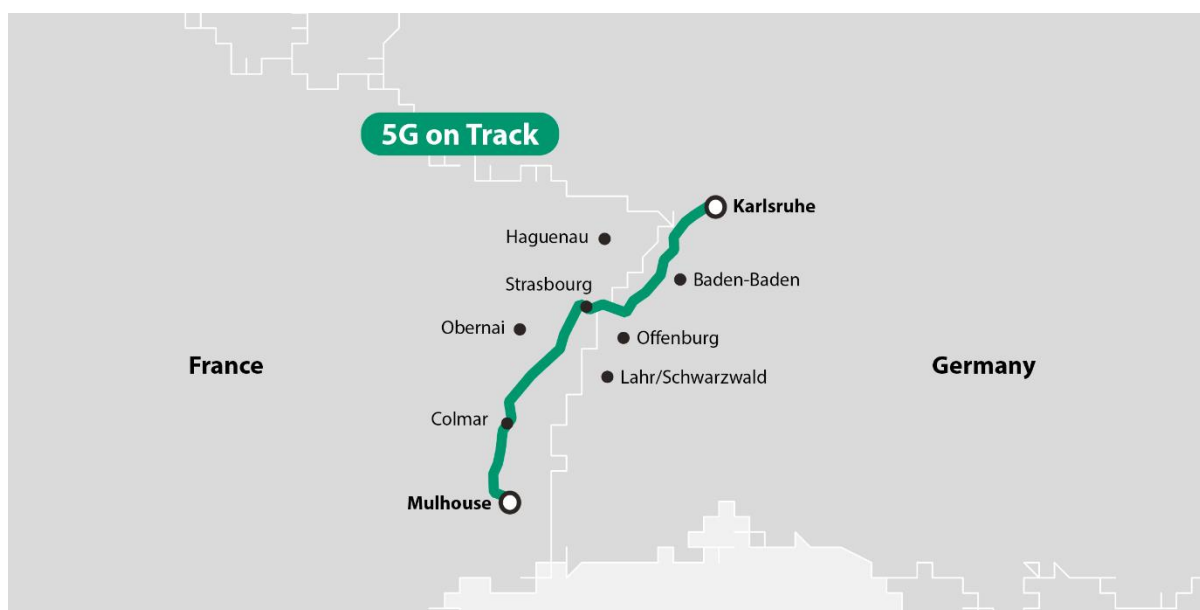 5G on Track
Karlsruhe
Haguenau
Strasbourg
Baden-Baden
Obernai
Offenburg
France
Germany
Lahr/Schwarzwald
Colmar
Mulhouse